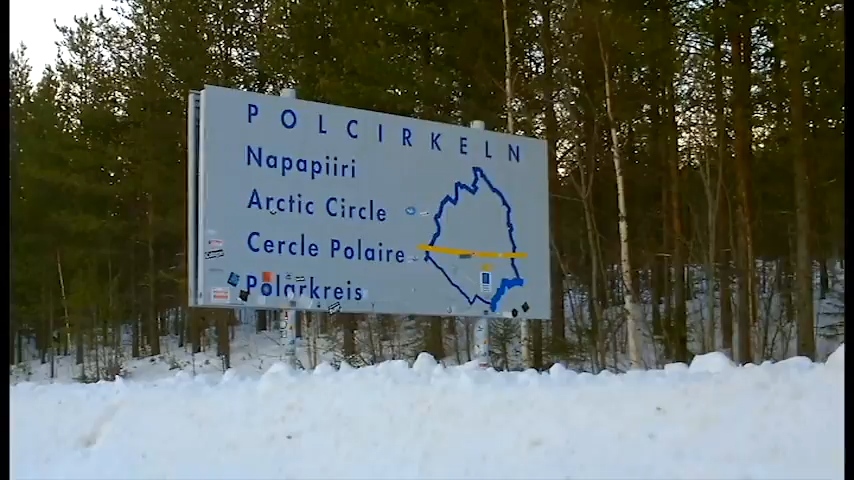 POLCIRKELN
Napapiiri
Arctic Circle
Cercle Polaire
Polarkreis